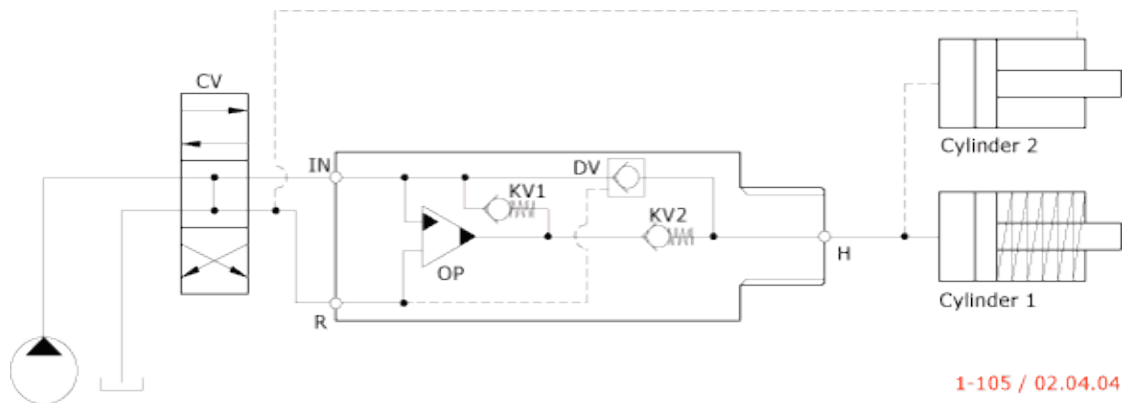 CV
Cylinder 2
IN
DV
KV1
KV2
OP
H
R
Cylinder 1
1-105 / 02.04.04